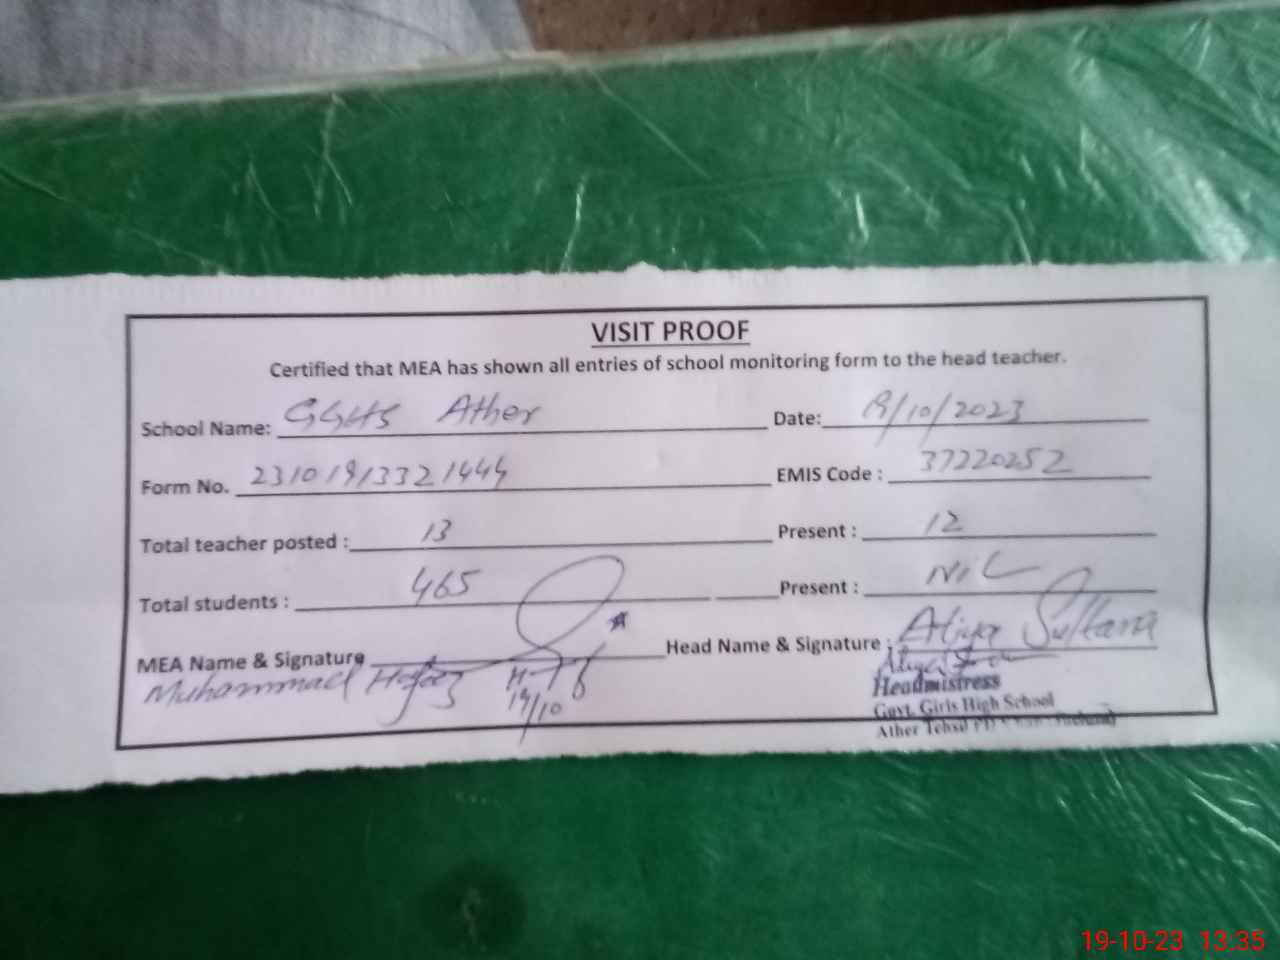 VISIT PROOF
Certified that MEA has shown all entries of school monitoring form to the head teacher.
School Name: GGHS Ather Date: 19/10/2023
Form No. 23101913321444 EMIS Code : 37220252
Total teacher posted : 13 Present : 12
Total students : 465 Present : NIL
MEA Name & Signature Head Name & Signature : Aliya Sultana
Muhammad Hafeez
19/10
Headmistress
Govt. Girls High School
Ather Tehsil
19-10-23 13:35